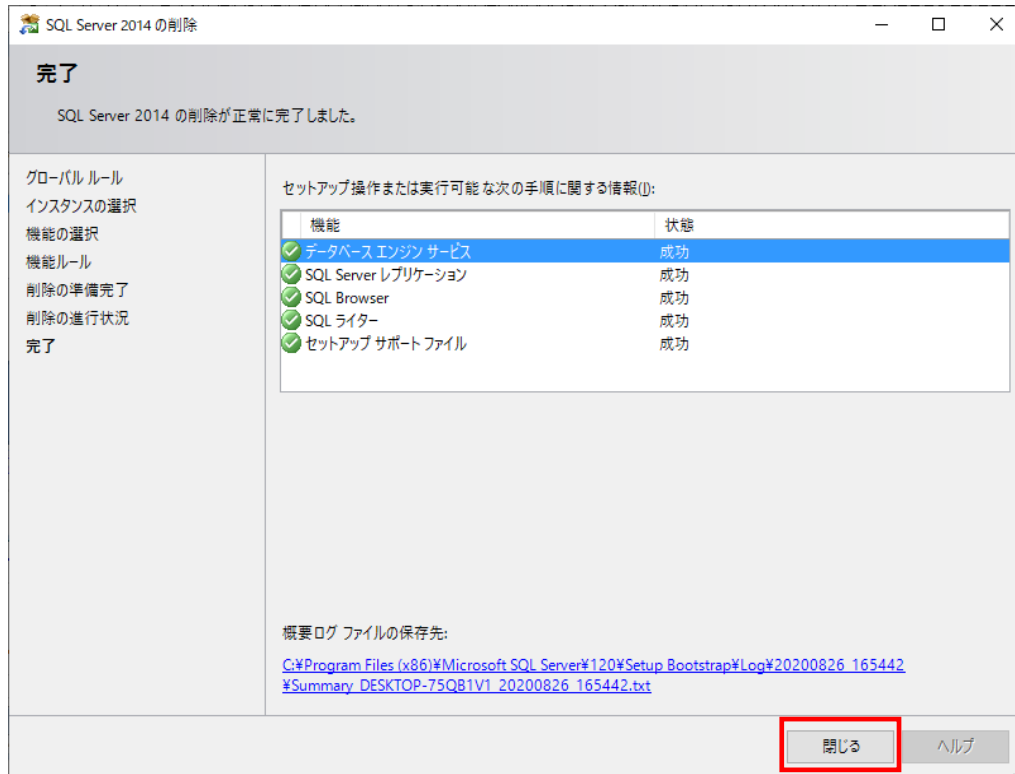 SQL Server 2014 の削除
完了
SQL Server 2014 の削除が正常に完了しました。
グローバル ルール
インスタンスの選択
機能の選択
機能ルール
削除の準備完了
削除の進行状況
完了
セットアップ操作または実行可能な次の手順に関する情報(I):
機能 状態
データベース エンジン サービス 成功
SQL Server レプリケーション 成功
SQL Browser 成功
SQL ライター 成功
セットアップ サポート ファイル 成功
概要ログ ファイルの保存先:
C:¥Program Files (x86)¥Microsoft SQL Server¥120¥Setup Bootstrap¥Log¥20200826_165442
¥Summary_DESKTOP-75QB1V1_20200826_165442.txt
閉じる ヘルプ